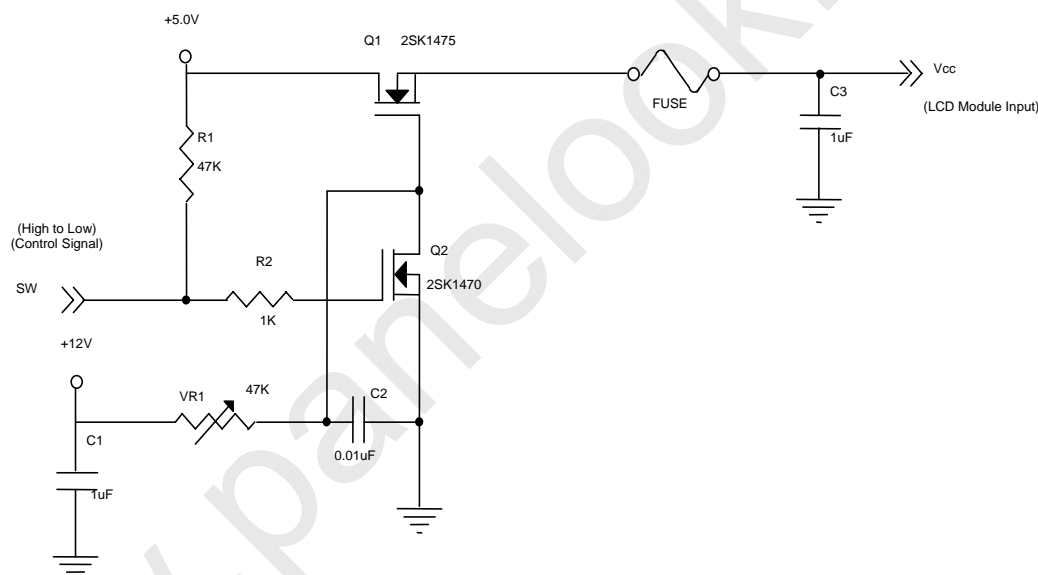 +5.0V
Q1 2SK1475
Vcc
C3
FUSE
(LCD Module Input)
R1
1uF
47K
(High to Low)
(Control Signal)
Q2
R2
SW
2SK1470
1K
+12V
VR1
47K
C2
C1
0.01uF
1uF
panelook